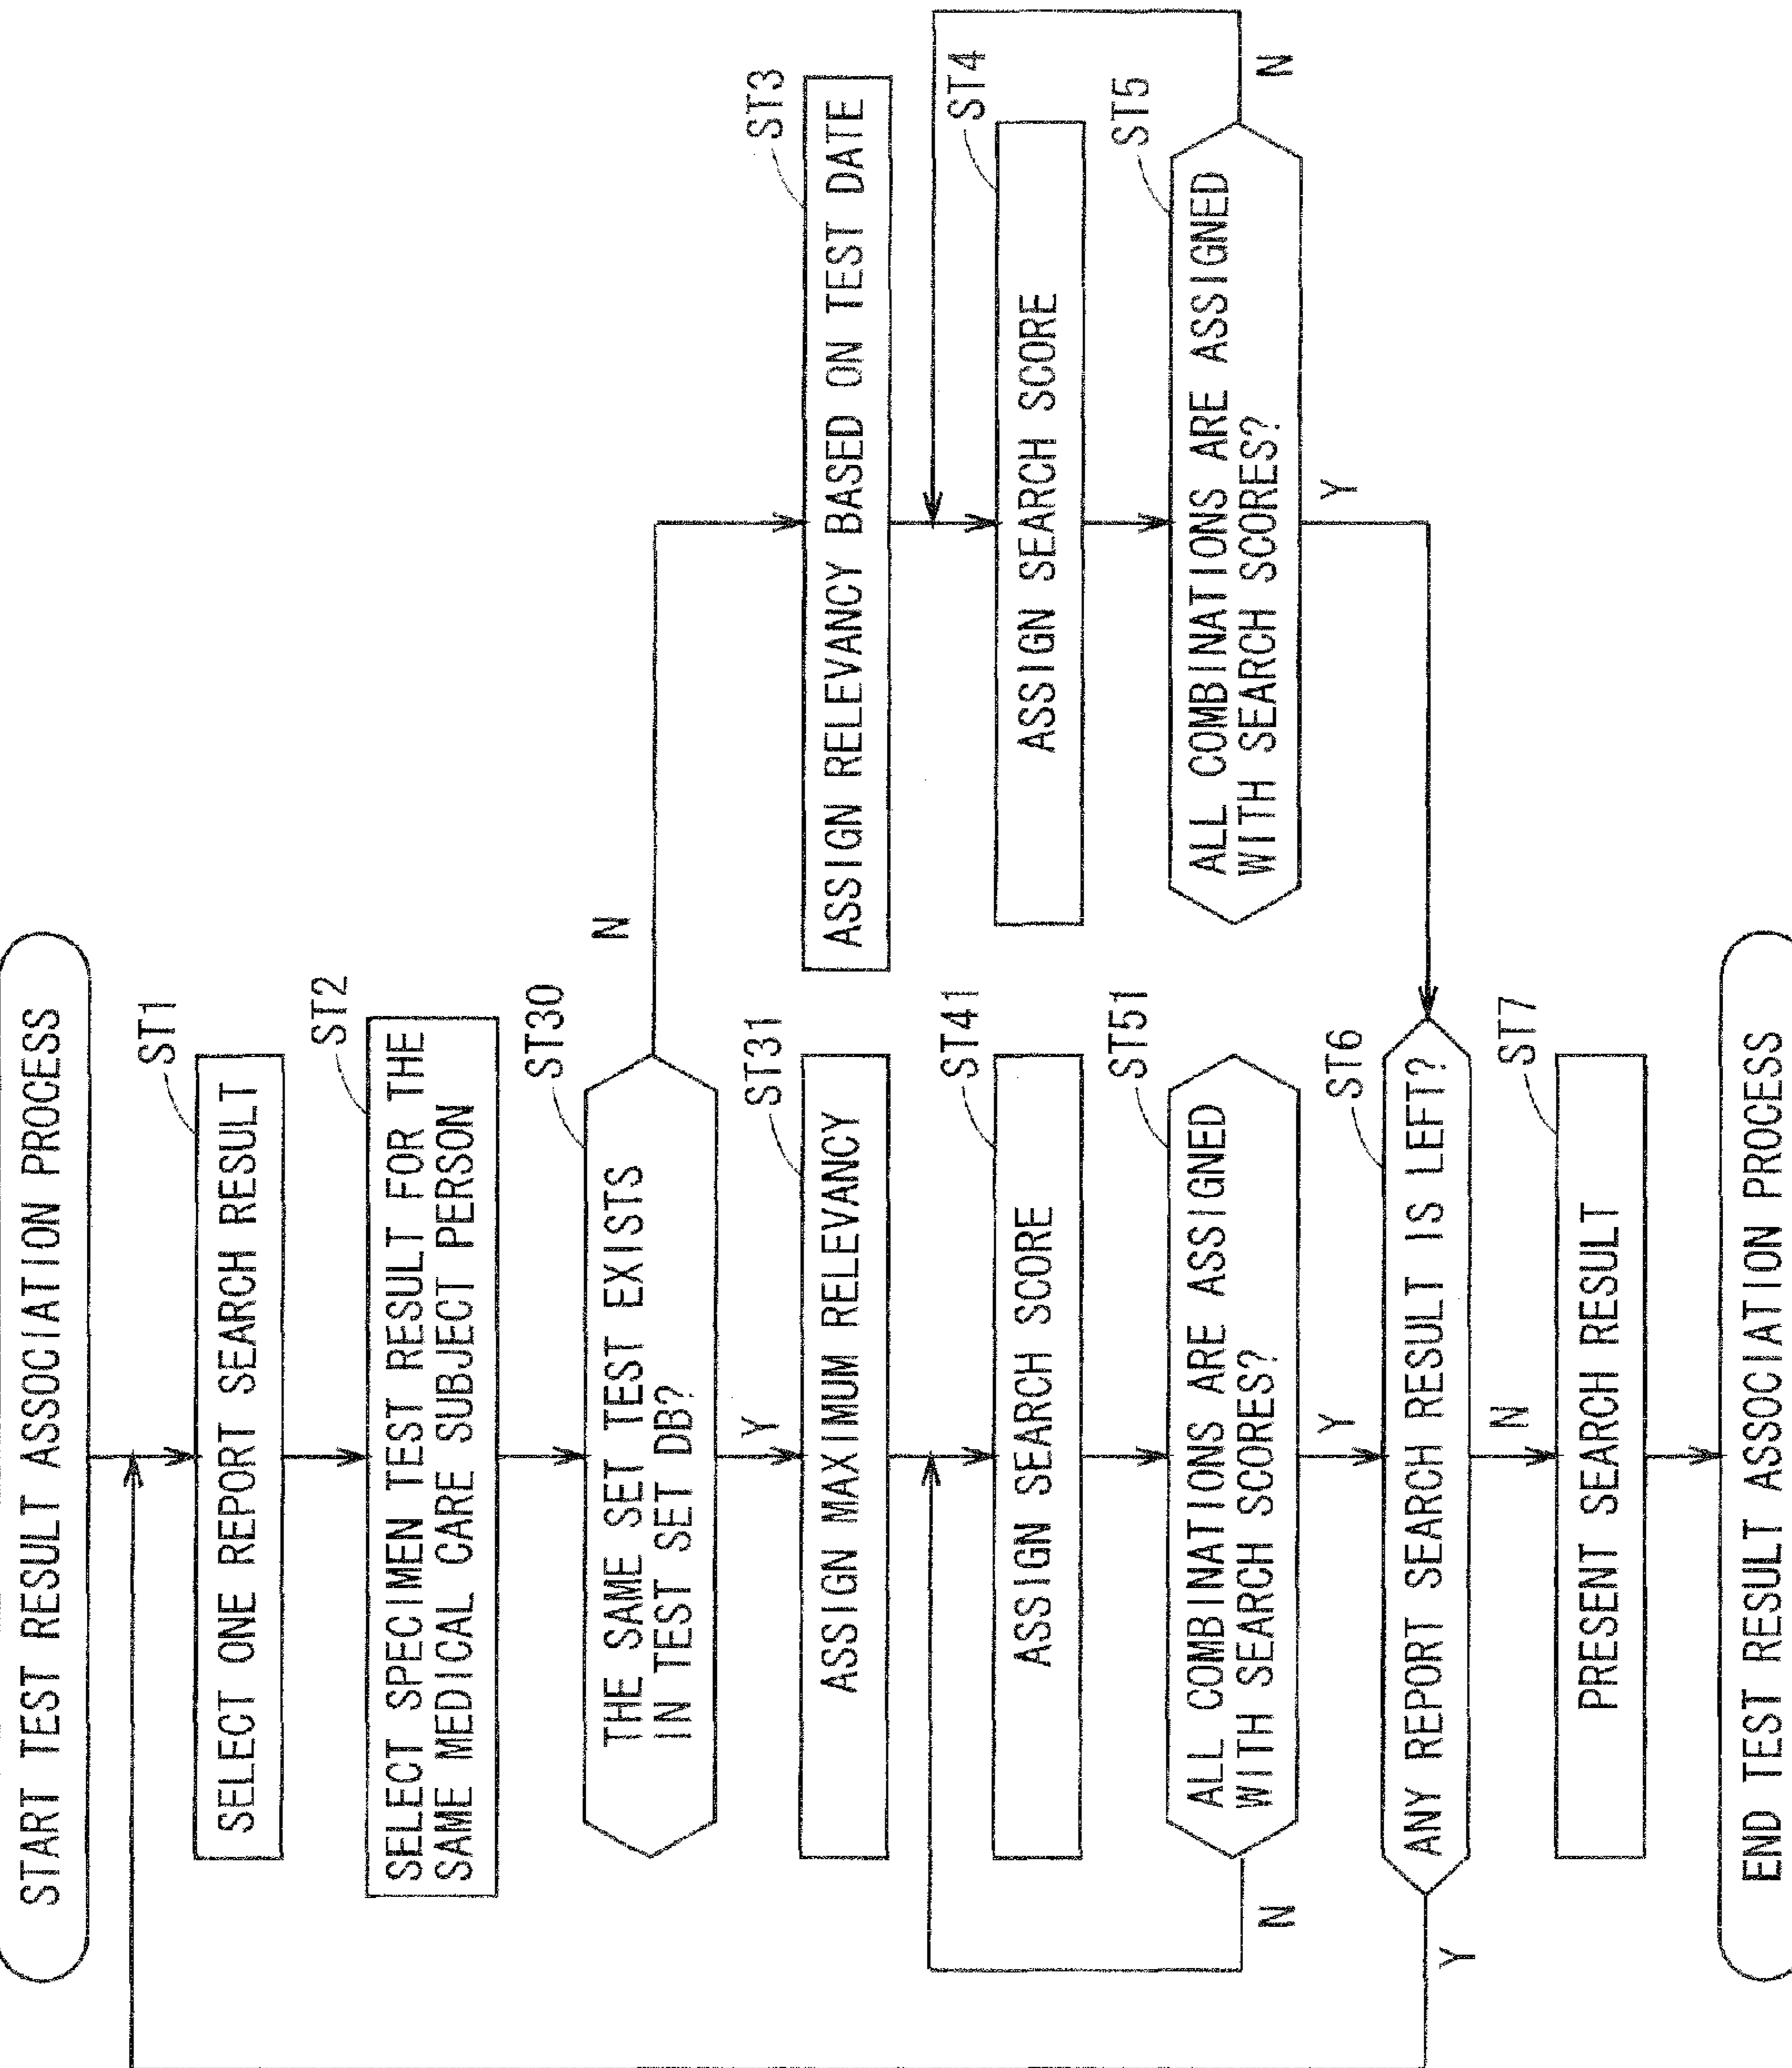 START TEST RESULT ASSOCIATION PROCESS
ST1
SELECT ONE REPORT SEARCH RESULT
ST2
SELECT SPECIMEN TEST RESULT FOR THE
SAME MEDICAL CARE SUBJECT PERSON
ST30
THE SAME SET TEST EXISTS
IN TEST SET DB?
N
Y
ST31
ASSIGN MAXIMUM RELEVANCY
ST41
ASSIGN SEARCH SCORE
ST51
ALL COMBINATIONS ARE ASSIGNED
WITH SEARCH SCORES?
N
Y
ST3
ASSIGN RELEVANCY BASED ON TEST DATE
ST4
ASSIGN SEARCH SCORE
ST5
ALL COMBINATIONS ARE ASSIGNED
WITH SEARCH SCORES?
N
Y
ST6
ANY REPORT SEARCH RESULT IS LEFT?
Y
N
ST7
PRESENT SEARCH RESULT
END TEST RESULT ASSOCIATION PROCESS